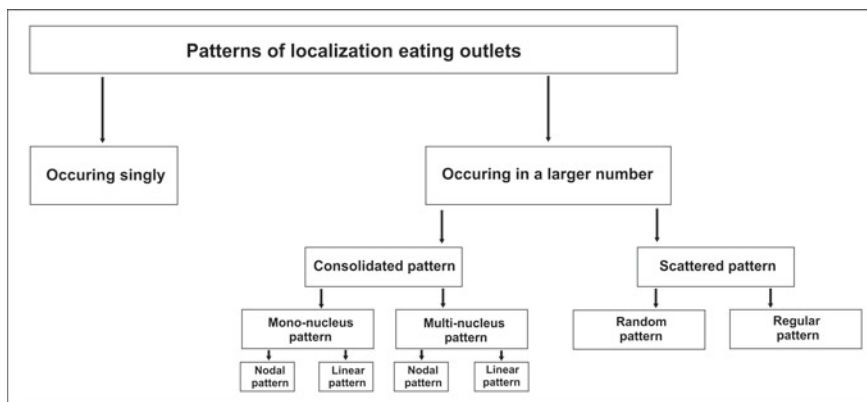 Patterns of localization eating outlets
Occuring singly
Occuring in a larger number
Consolidated pattern
Scattered pattern
Mono-nucleus
pattern
Multi-nucleus
pattern
Random
pattern
Regular
pattern
Nodal
pattern
Linear
pattern
Nodal
pattern
Linear
pattern